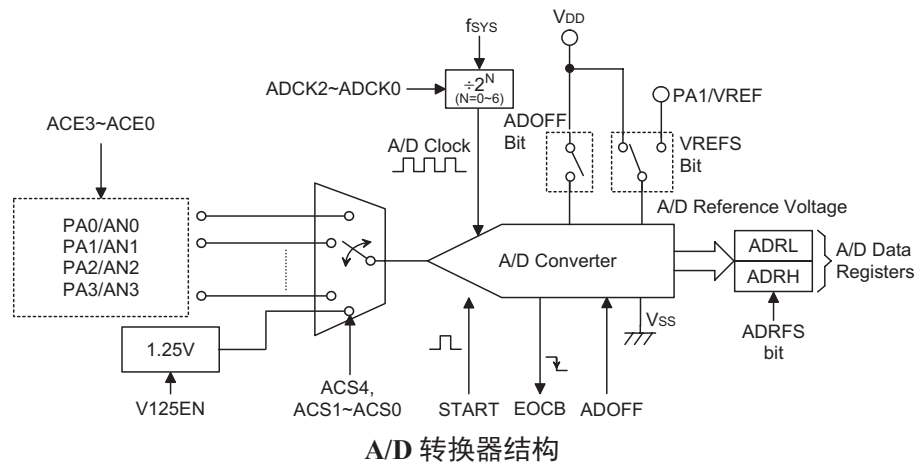 fSYS
VDD
ADCK2~ADCK0
÷2^N
(N=0~6)
PA1/VREF
ACE3~ACE0
A/D Clock
ADOFF
Bit
VREFS
Bit
PA0/AN0
PA1/AN1
PA2/AN2
PA3/AN3
A/D Reference Voltage
A/D Converter
ADRL
ADRH
A/D Data
Registers
VSS
ADRFS
bit
1.25V
V125EN
ACS4,
ACS1~ACS0
START
EOCB
ADOFF
A/D 转换器结构